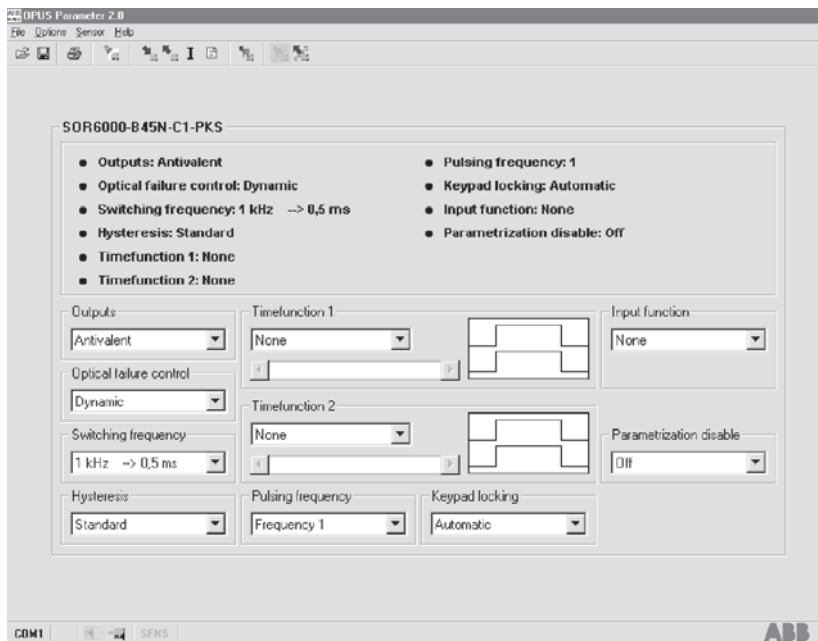 OPUS Parameter 2.0
File Options Sensor Help
SOR6000-B45N-C1-PKS
Outputs: Antivalent
Optical failure control: Dynamic
Switching frequency: 1 kHz --> 0,5 ms
Hysteresis: Standard
Timefunction 1: None
Timefunction 2: None
Pulsing frequency: 1
Keypad locking: Automatic
Input function: None
Parametrization disable: Off
Outputs
Antivalent
Timefunction 1
None
Input function
None
Optical failure control
Dynamic
Timefunction 2
None
Switching frequency
1 kHz --> 0,5 ms
Parametrization disable
Off
Hysteresis
Standard
Pulsing frequency
Frequency 1
Keypad locking
Automatic
COM1 SENS
ABB